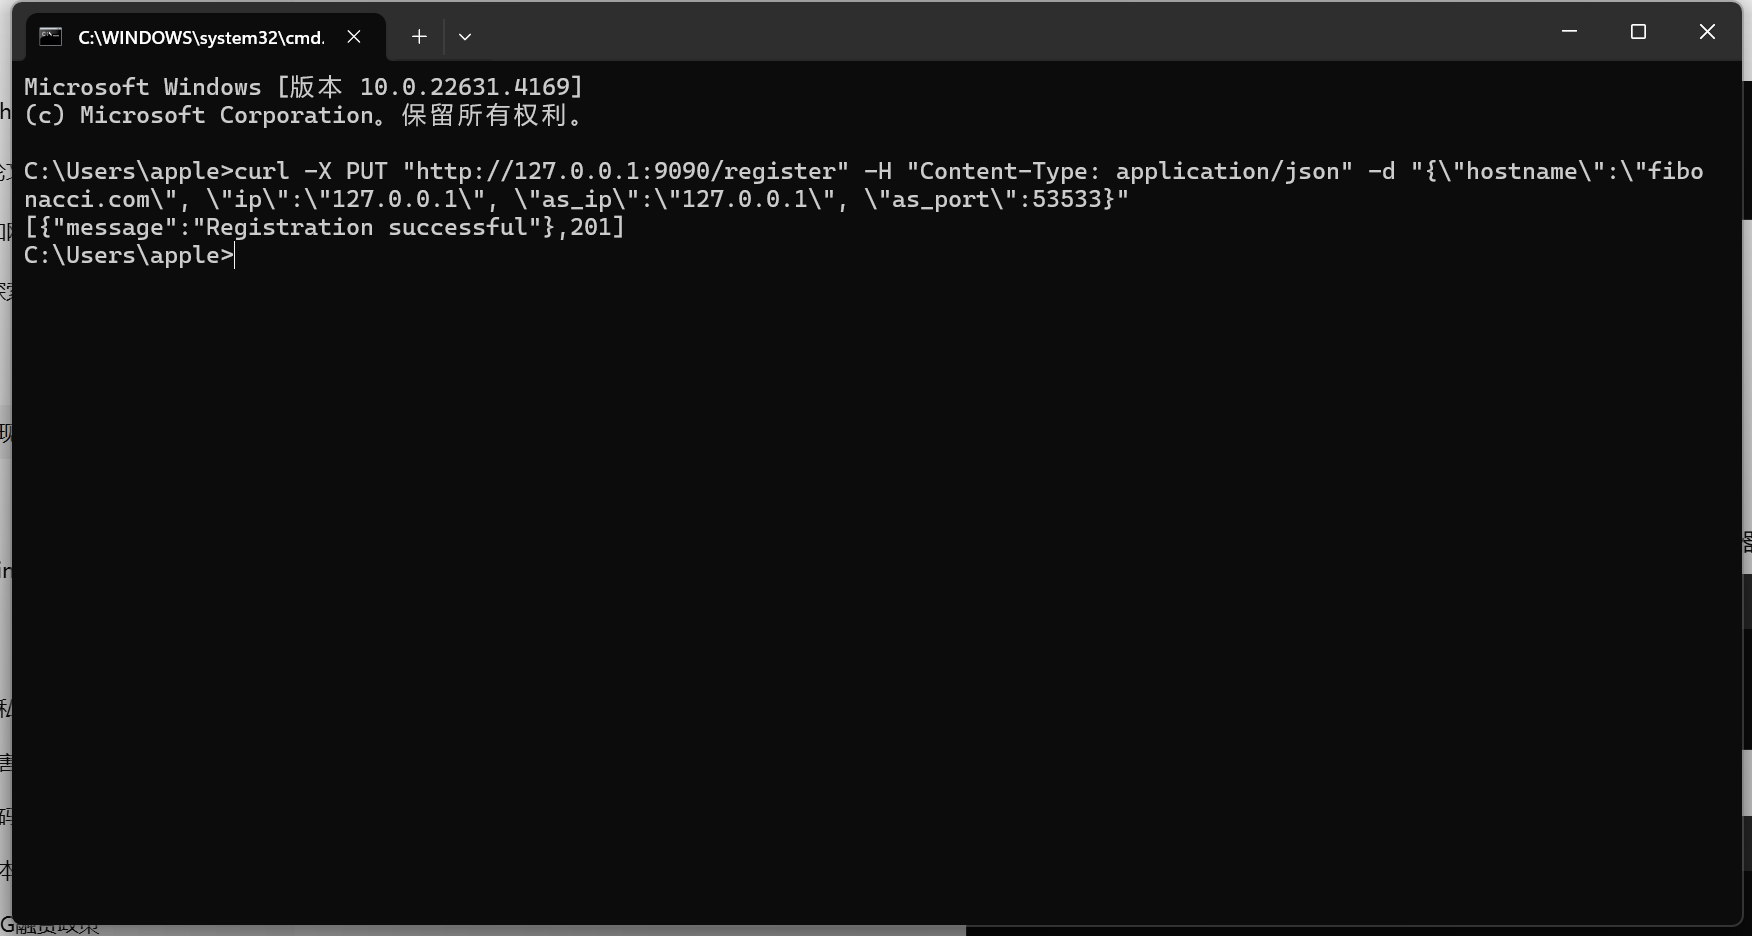 C:\WINDOWS\system32\cmd.
Microsoft Windows [版本 10.0.22631.4169]
(c) Microsoft Corporation。保留所有权利。
C:\Users\apple>curl -X PUT "http://127.0.0.1:9090/register" -H "Content-Type: application/json" -d "{\"hostname\":\"fibo
nacci.com\", \"ip\":\"127.0.0.1\", \"as_ip\":\"127.0.0.1\", \"as_port\":53533}"
[{"message":"Registration successful"},201]
C:\Users\apple>